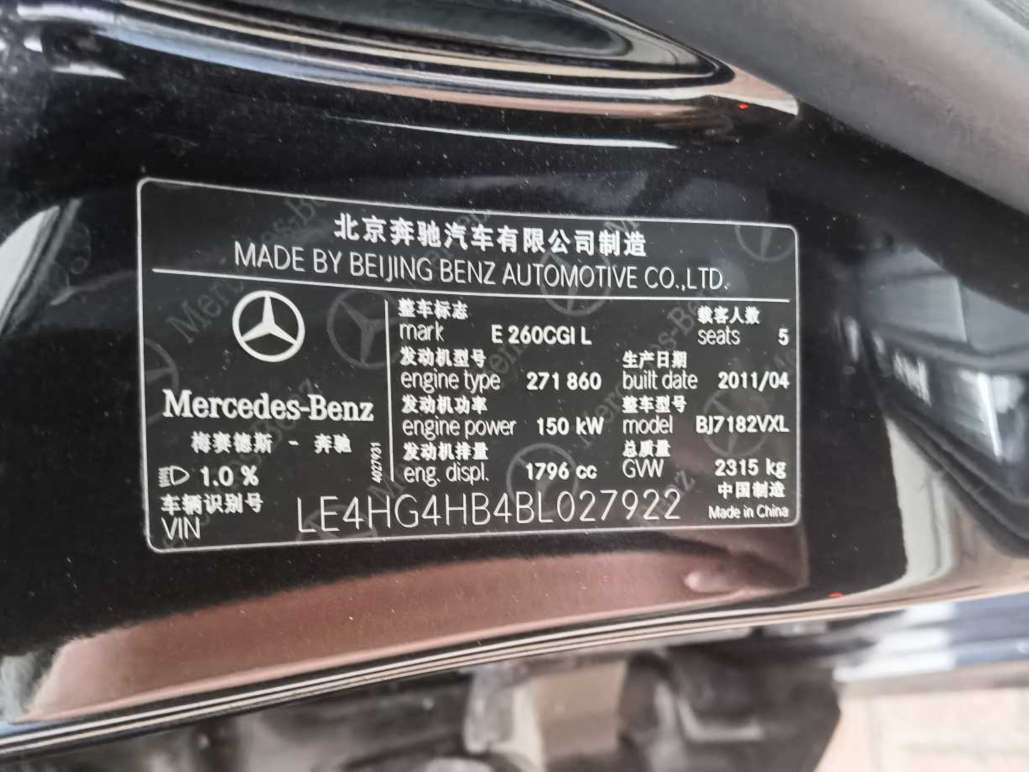 北京奔驰汽车有限公司制造
MADE BY BEIJING BENZ AUTOMOTIVE CO.,LTD.
Mercedes-Benz
梅赛德斯 - 奔驰
1.0 %
4027931
整车标志
mark E 260CGI L
载客人数
seats 5
发动机型号
engine type 271 860
生产日期
built date 2011/04
发动机功率
engine power 150 kW
整车型号
model BJ7182VXL
发动机排量
eng. displ. 1796 cc
总质量
GVW 2315 kg
车辆识别号
VIN LE4HG4HB4BL027922
中国制造
Made in China